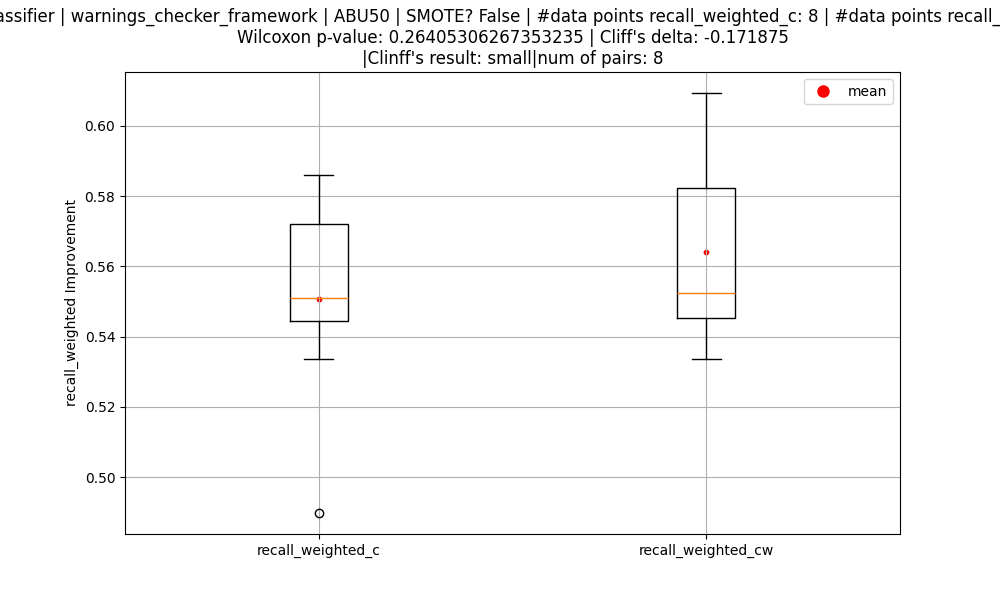 assifier | warnings_checker_framework | ABU50 | SMOTE? False | #data points recall_weighted_c: 8 | #data points recall_
Wilcoxon p-value: 0.26405306267353235 | Cliff's delta: -0.171875
|Clinff's result: small|num of pairs: 8
mean
0.60
0.58
0.56
0.54
0.52
0.50
recall_weighted Improvement
recall_weighted_c
recall_weighted_cw